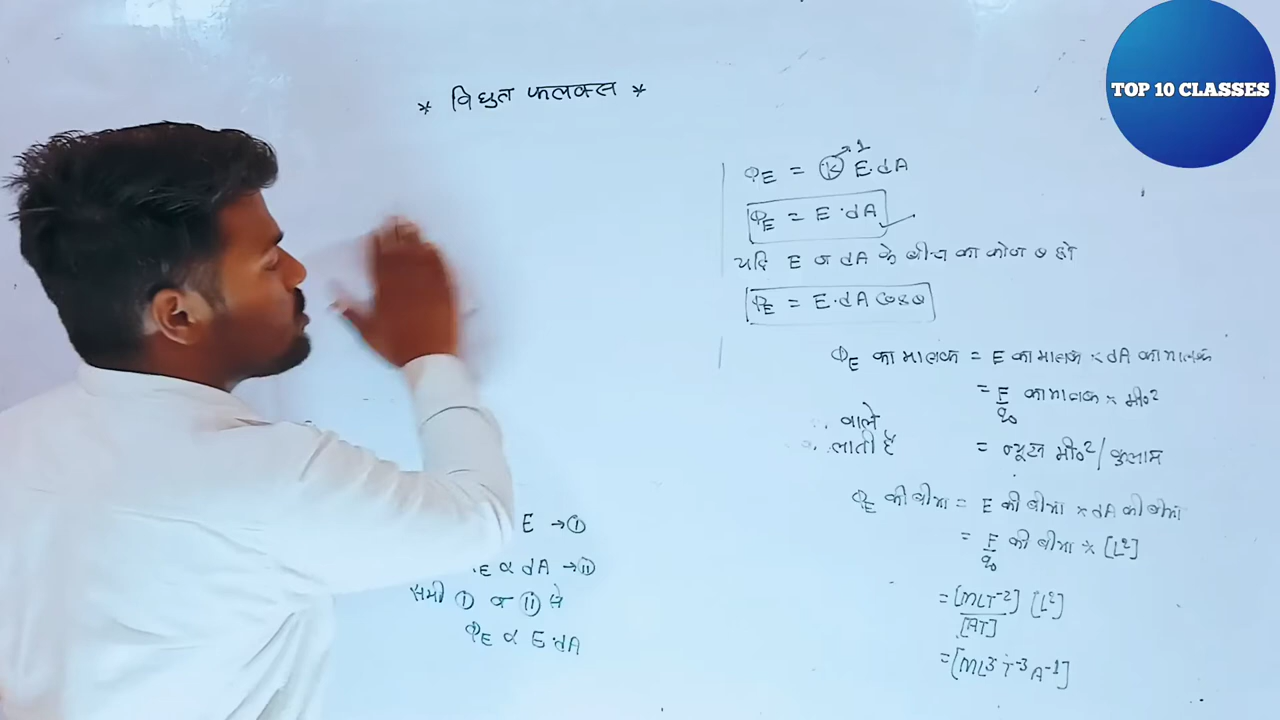 TOP 10 CLASSES
* विधुत फलक्स *
E →(i)
E ∝ dA →(ii)
समी (i) व (ii) से
φE ∝ E·dA
φE = (K)↗1 E·dA
φE = E·dA
यदि E व dA के बीच का कोण θ हो
φE = E·dA cosθ
φE का मात्रक = E का मात्रक × dA का मात्रक
= F/q₀ का मात्रक × मी०²
वाले
लाती है
= न्यूटन मी०²/कुलाम
φE की बीमा = E की बीमा × dA की बीमा
= F/q₀ की बीमा × [L²]
= [MLT⁻²]/[AT] [L²]
= [ML³T⁻³A⁻¹]